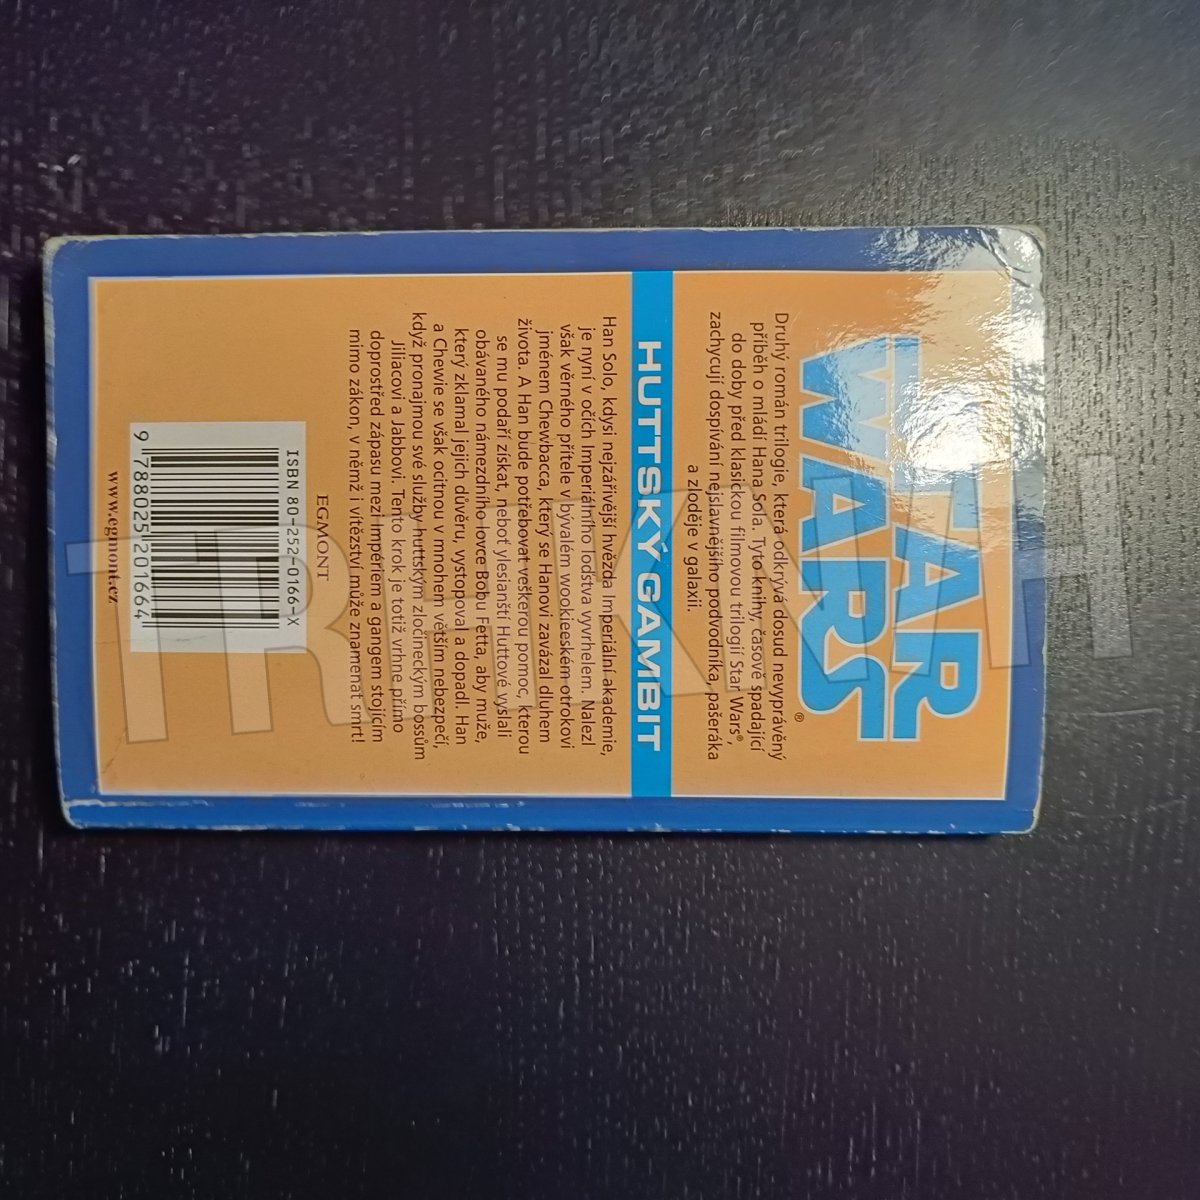 STAR
WARS®
Druhý román trilogie, která odkrývá dosud nevyprávěný
příběh o mládí Hana Sola. Tyto knihy, časově spadající
do doby před klasickou filmovou trilogií Star Wars®,
zachycují dospívání nejslavnějšího podvodníka, pašeráka
a zloděje v galaxii.
HUTTSKÝ GAMBIT
Han Solo, kdysi nejzářivější hvězda Imperiální akademie,
je nyní v očích Imperiálního loďstva vyvrhelem. Nalezl
však věrného přítele v bývalém wookieeském otrokovi
jménem Chewbacca, který se Hanovi zavázal dluhem
života. A Han bude potřebovat veškerou pomoc, kterou
se mu podaří získat, neboť ylesianští Huttové vyslali
obávaného námezdního lovce Bobu Fetta, aby muže,
který zklamal jejich důvěru, vystopoval a dopadl. Han
a Chewie se však ocitnou v mnohem větším nebezpečí,
když pronajmou své služby huttským zločineckým bossům
Jiliacovi a Jabbovi. Tento krok je totiž vrhne přímo
doprostřed zápasu mezi Impériem a gangem stojícím
mimo zákon, v němž i vítězství může znamenat smrt!
EGMONT
ISBN 80-252-0166-X
9 788025 201664
www.egmont.cz
TRHKNIH